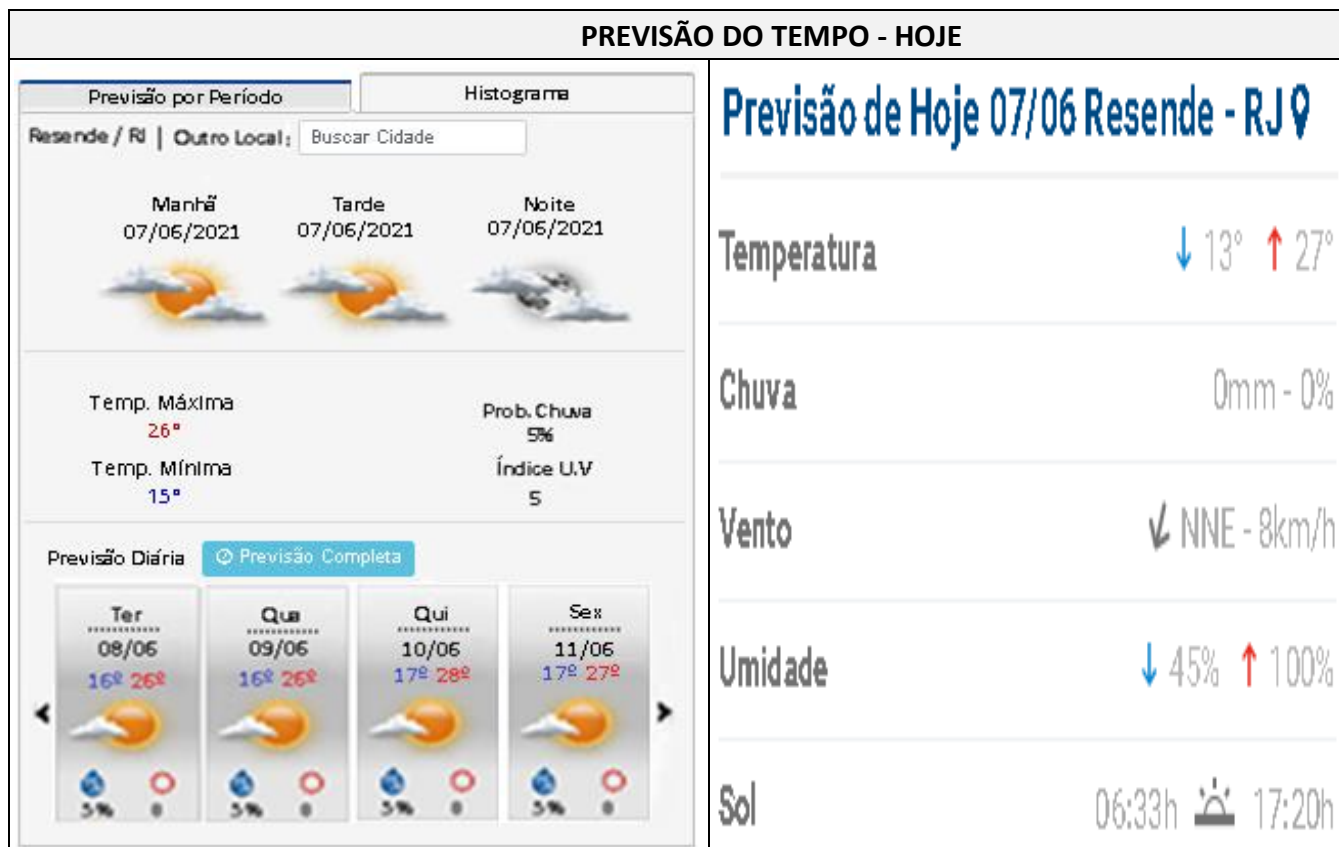 PREVISÃO DO TEMPO - HOJE
Previsão por Período
Histograma
Resende / RJ | Outro Local: Buscar Cidade
Manhã Tarde Noite
07/06/2021 07/06/2021 07/06/2021
Temp. Máxima
26°
Prob. Chuva
5%
Temp. Mínima
15°
Índice U.V
5
Previsão Diária Previsão Completa
Ter Qua Qui Sex
08/06 09/06 10/06 11/06
16º 26º 16º 26º 17º 28º 17º 27º
5% 0 5% 0 5% 0 5% 0
Previsão de Hoje 07/06 Resende - RJ
Temperatura ↓ 13° ↑ 27°
Chuva 0mm - 0%
Vento NNE - 8km/h
Umidade ↓ 45% ↑ 100%
Sol 06:33h 17:20h